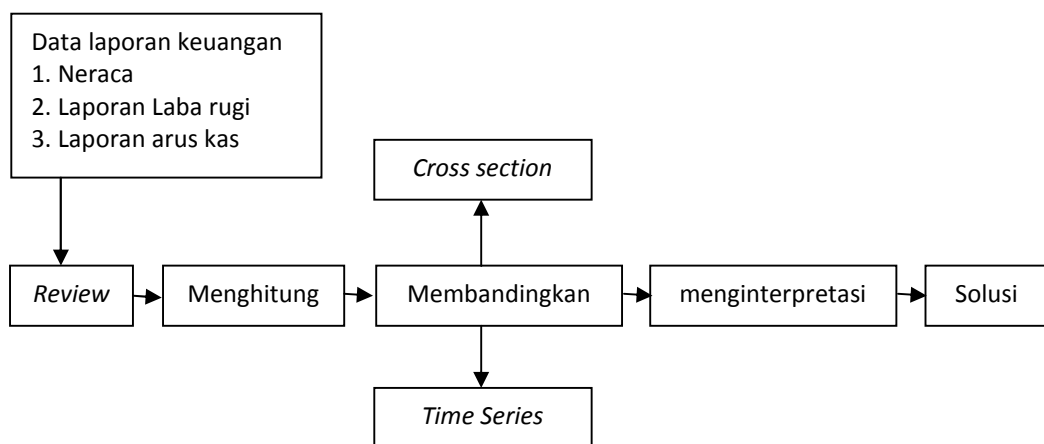 Data laporan keuangan
1. Neraca
2. Laporan Laba rugi
3. Laporan arus kas
Cross section
Review
Menghitung
Membandingkan
menginterpretasi
Solusi
Time Series